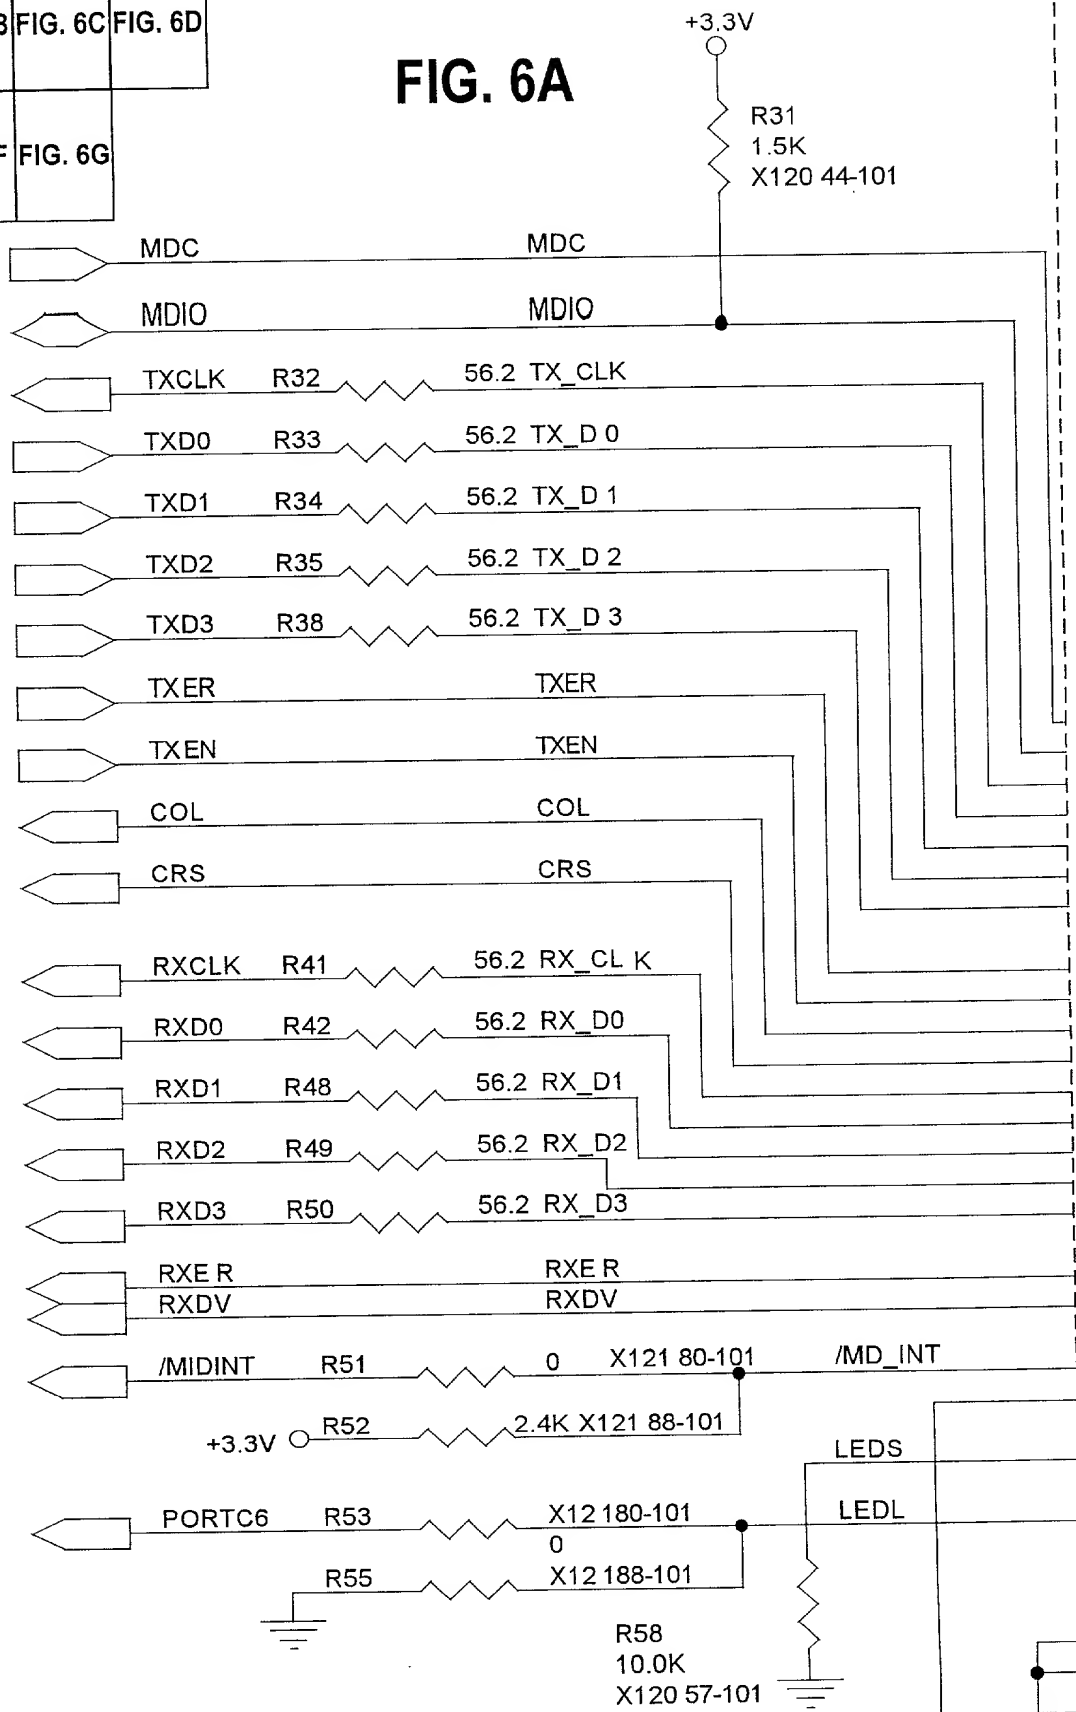 B FIG. 6C FIG. 6D
F FIG. 6G
FIG. 6A
+3.3V
R31
1.5K
X120 44-101
MDC MDC
MDIO MDIO
TXCLK R32 56.2 TX_CLK
TXD0 R33 56.2 TX_D 0
TXD1 R34 56.2 TX_D 1
TXD2 R35 56.2 TX_D 2
TXD3 R38 56.2 TX_D 3
TXER TXER
TXEN TXEN
COL COL
CRS CRS
RXCLK R41 56.2 RX_CL K
RXD0 R42 56.2 RX_D0
RXD1 R48 56.2 RX_D1
RXD2 R49 56.2 RX_D2
RXD3 R50 56.2 RX_D3
RXE R RXE R
RXDV RXDV
/MIDINT R51 0 X121 80-101 /MD_INT
+3.3V R52 2.4K X121 88-101
LEDS
PORTC6 R53 X12 180-101 LEDL
0
R55 X12 188-101
R58
10.0K
X120 57-101